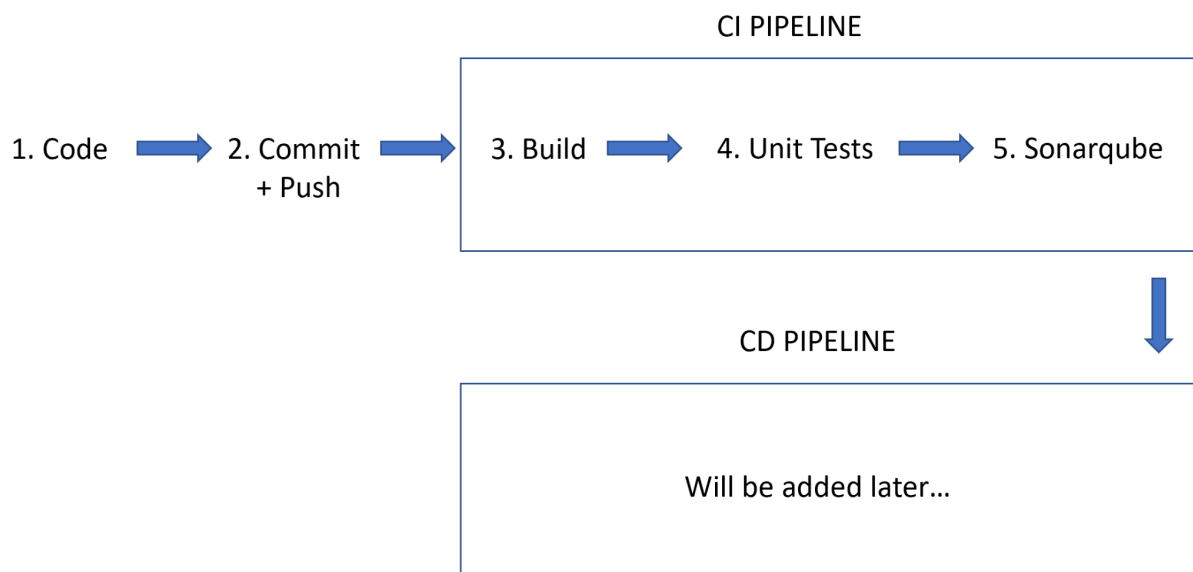 CI PIPELINE
1. Code
2. Commit
+ Push
3. Build
4. Unit Tests
5. Sonarqube
CD PIPELINE
Will be added later…